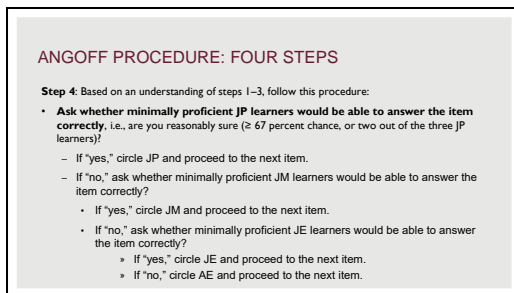 ANGOFF PROCEDURE: FOUR STEPS
Step 4: Based on an understanding of steps 1–3, follow this procedure:
• Ask whether minimally proficient JP learners would be able to answer the item
correctly, i.e., are you reasonably sure (≥ 67 percent chance, or two out of the three JP
learners)?
– If “yes,” circle JP and proceed to the next item.
– If “no,” ask whether minimally proficient JM learners would be able to answer the
item correctly?
• If “yes,” circle JM and proceed to the next item.
• If “no,” ask whether minimally proficient JE learners would be able to answer
the item correctly?
» If “yes,” circle JE and proceed to the next item.
» If “no,” circle AE and proceed to the next item.